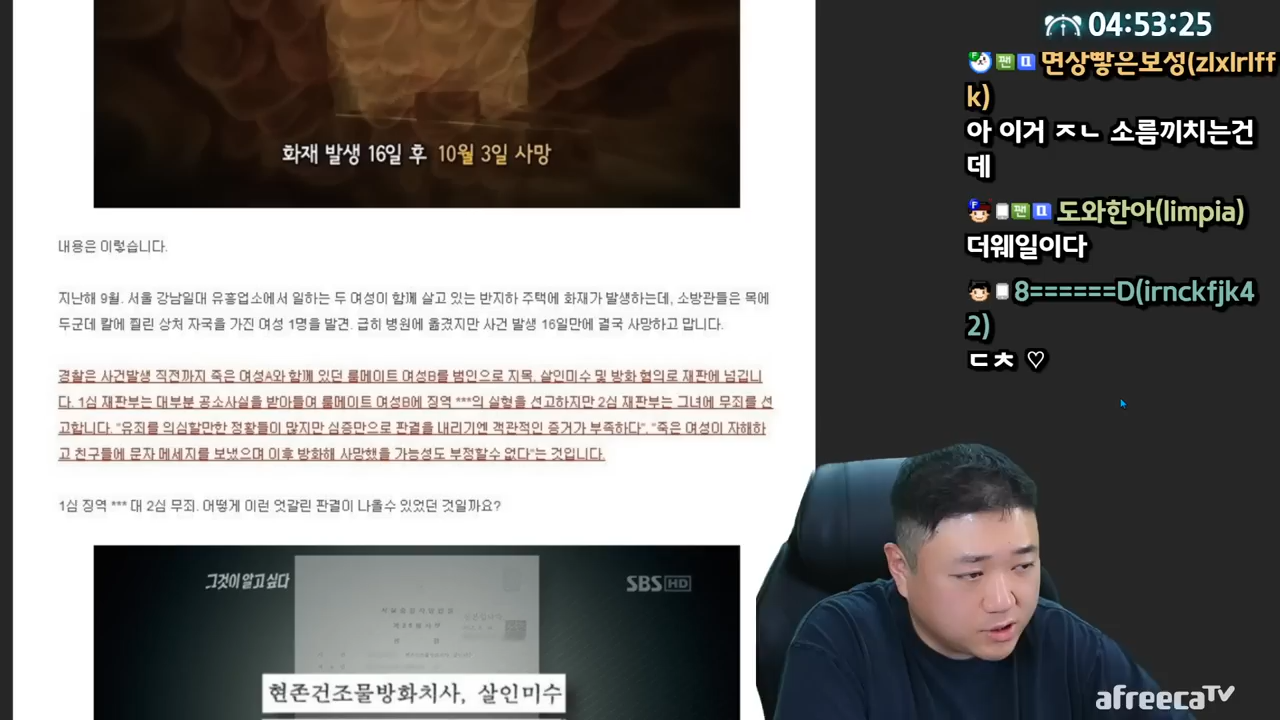 04:53:25
면상빻은보성(zlxlrlff
k)
아 이거 ㅈㄴ 소름끼치는건
데
도와한아(limpia)
더웨일이다
8======D(irnckfjk4
2)
ㄷㅊ ♡
화재 발생 16일 후 10월 3일 사망
내용은 이렇습니다.
지난해 9월. 서울 강남일대 유흥업소에서 일하는 두 여성이 함께 살고 있는 반지하 주택에 화재가 발생하는데, 소방관들은 목에
두군데 칼에 찔린 상처 자국을 가진 여성 1명을 발견. 급히 병원에 옮겼지만 사건 발생 16일만에 결국 사망하고 맙니다.
경찰은 사건발생 직전까지 죽은 여성A와 함께 있던 룸메이트 여성B를 범인으로 지목. 살인미수 및 방화 혐의로 재판에 넘깁니
다. 1심 재판부는 대부분 공소사실을 받아들여 룸메이트 여성B에 징역 ***의 실형을 선고하지만 2심 재판부는 그녀에 무죄를 선
고합니다. "유죄를 의심할만한 정황들이 많지만 심증만으로 판결을 내리기엔 객관적인 증거가 부족하다". "죽은 여성이 자해하
고 친구들에 문자 메세지를 보냈으며 이후 방화해 사망했을 가능성도 부정할수 없다"는 것입니다.
1심 징역 *** 대 2심 무죄. 어떻게 이런 엇갈린 판결이 나올수 있었던 것일까요?
그것이 알고싶다
SBS HD
현존건조물방화치사, 살인미수
afreecaTV